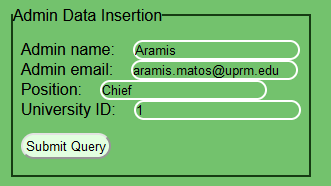 Admin Data Insertion
Admin name: Aramis
Admin email: aramis.matos@uprm.edu
Position: Chief
University ID: 1
Submit Query